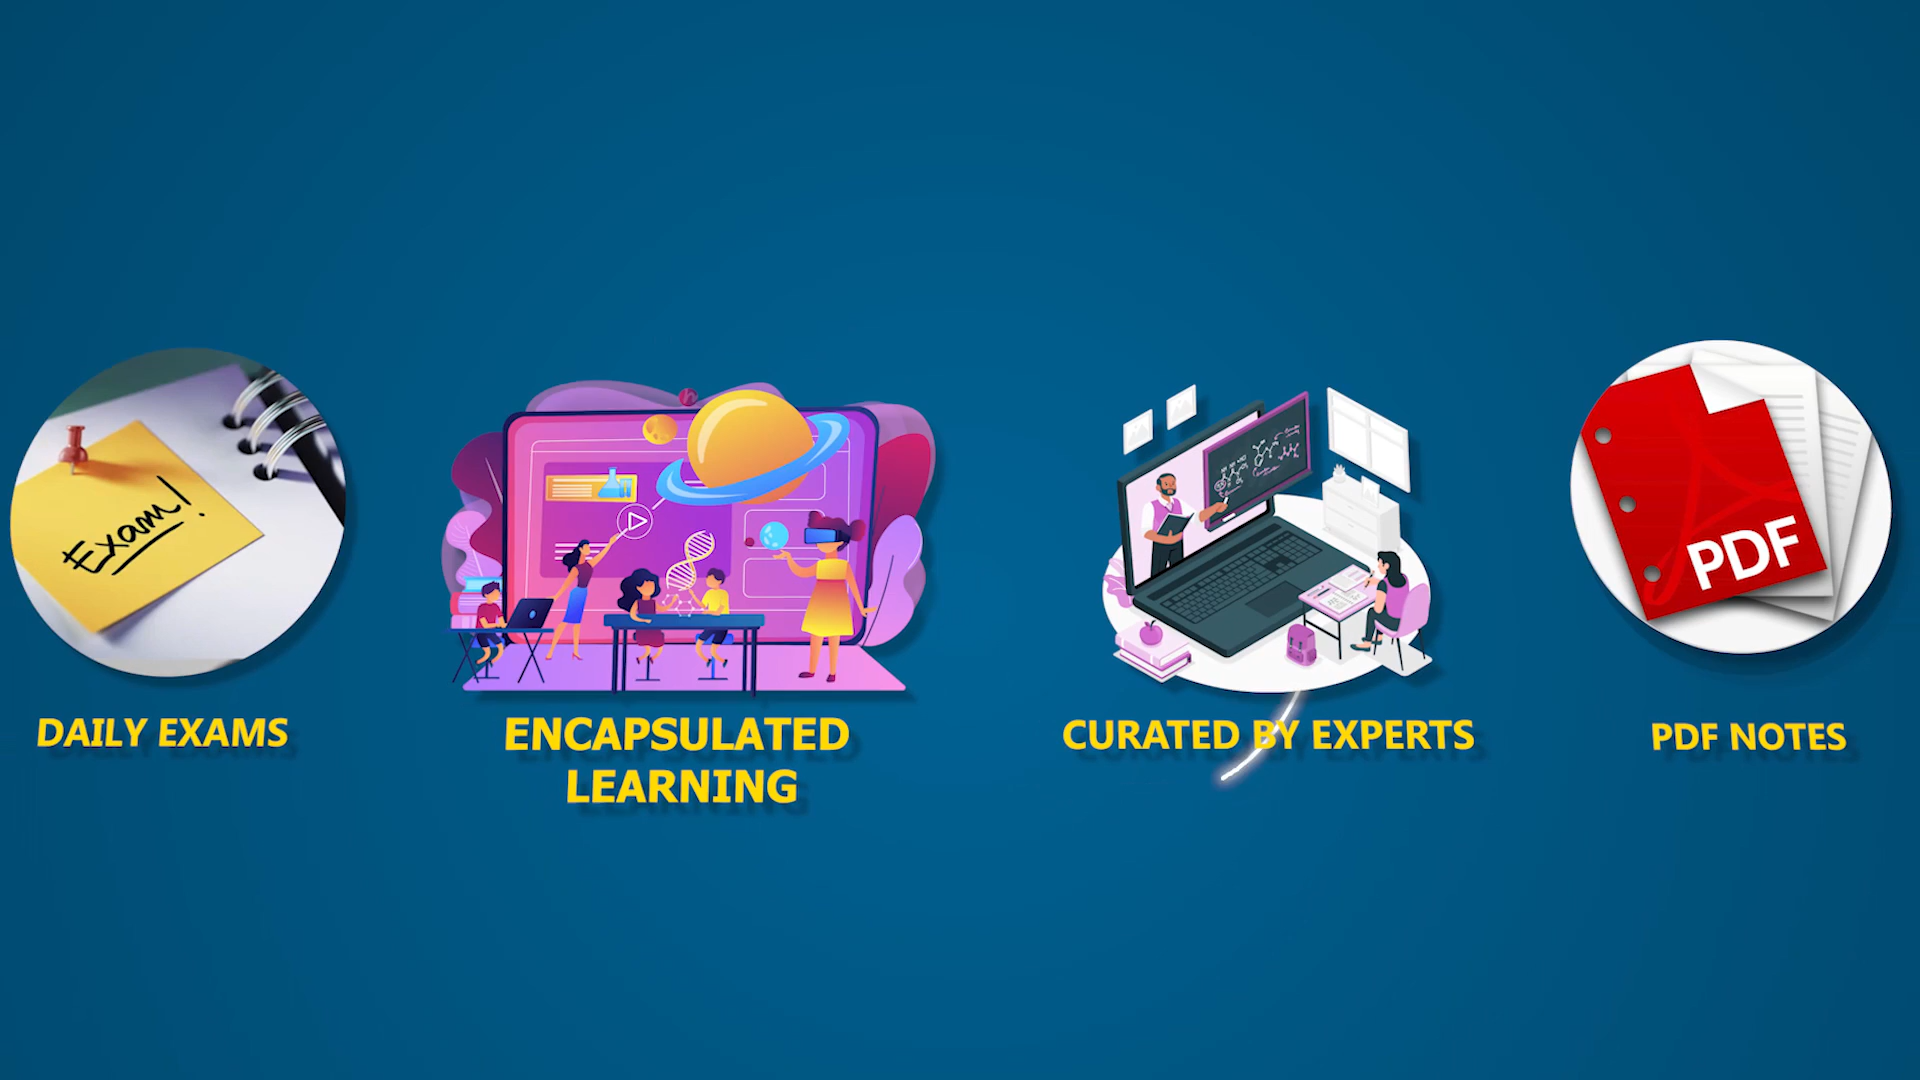 Exam!
PDF
DAILY EXAMS
ENCAPSULATED
LEARNING
CURATED BY EXPERTS
PDF NOTES